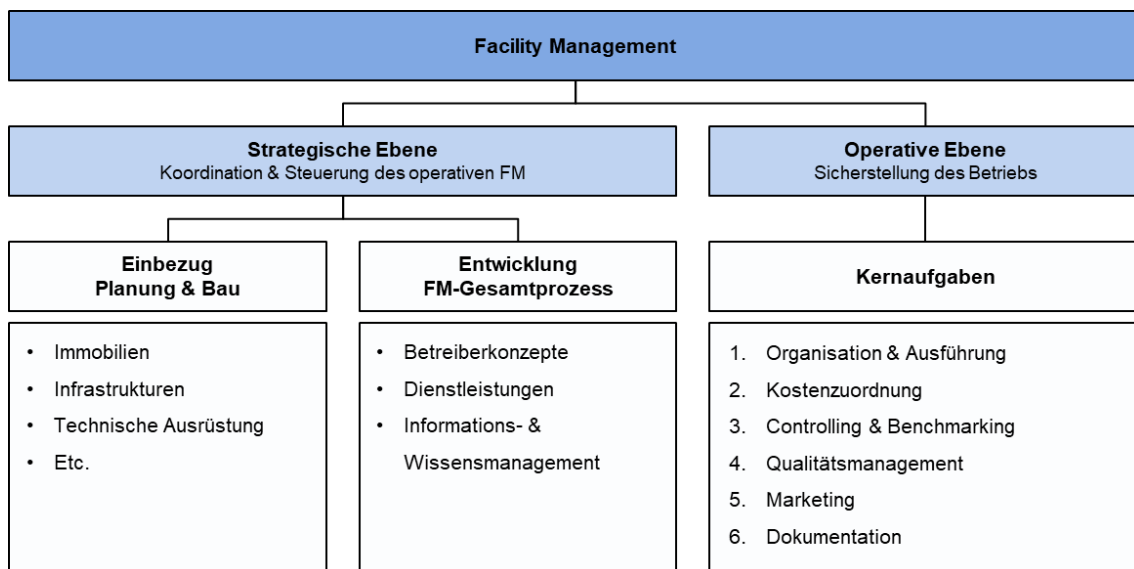 Facility Management
Strategische Ebene
Koordination & Steuerung des operativen FM
Operative Ebene
Sicherstellung des Betriebs
Einbezug
Planung & Bau
Entwicklung
FM-Gesamtprozess
Kernaufgaben
• Immobilien
• Infrastrukturen
• Technische Ausrüstung
• Etc.
• Betreiberkonzepte
• Dienstleistungen
• Informations- &
Wissensmanagement
1. Organisation & Ausführung
2. Kostenzuordnung
3. Controlling & Benchmarking
4. Qualitätsmanagement
5. Marketing
6. Dokumentation